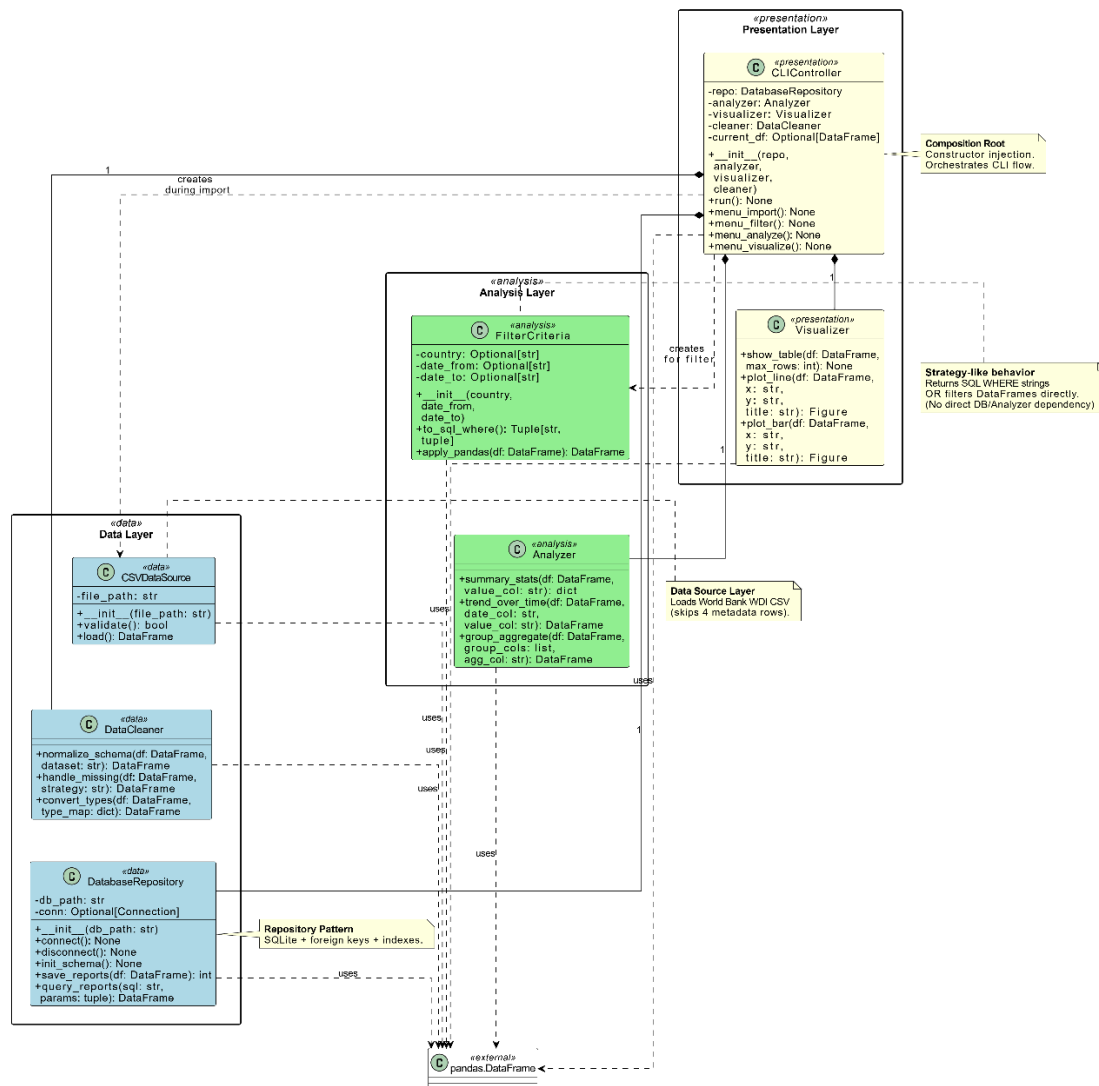 «presentation»
Presentation Layer
C
«presentation»
CLIController
-repo: DatabaseRepository
-analyzer: Analyzer
-visualizer: Visualizer
-cleaner: DataCleaner
-current_df: Optional[DataFrame]
+__init__(repo,
analyzer,
visualizer,
cleaner)
+run(): None
+menu_import(): None
+menu_filter(): None
+menu_analyze(): None
+menu_visualize(): None
Composition Root
Constructor injection.
Orchestrates CLI flow.
1
creates
during import
«analysis»
Analysis Layer
1
C
«analysis»
FilterCriteria
-country: Optional[str]
-date_from: Optional[str]
-date_to: Optional[str]
+__init__(country,
date_from,
date_to)
+to_sql_where(): Tuple[str,
tuple]
+apply_pandas(df: DataFrame): DataFrame
creates
for filter
C
«presentation»
Visualizer
+show_table(df: DataFrame,
max_rows: int): None
+plot_line(df: DataFrame,
x: str,
y: str,
title: str): Figure
+plot_bar(df: DataFrame,
x: str,
y: str,
title: str): Figure
Strategy-like behavior
Returns SQL WHERE strings
OR filters DataFrames directly.
(No direct DB/Analyzer dependency)
1
«data»
Data Layer
C
«data»
CSVDataSource
-file_path: str
+__init__(file_path: str)
+validate(): bool
+load(): DataFrame
C
«analysis»
Analyzer
+summary_stats(df: DataFrame,
value_col: str): dict
+trend_over_time(df: DataFrame,
date_col: str,
value_col: str): DataFrame
+group_aggregate(df: DataFrame,
group_cols: list,
agg_col: str): DataFrame
Data Source Layer
Loads World Bank WDI CSV
(skips 4 metadata rows).
uses
uses
C
«data»
DataCleaner
+normalize_schema(df: DataFrame,
dataset: str): DataFrame
+handle_missing(df: DataFrame,
strategy: str): DataFrame
+convert_types(df: DataFrame,
type_map: dict): DataFrame
uses
uses
uses
1
uses
C
«data»
DatabaseRepository
-db_path: str
-conn: Optional[Connection]
+__init__(db_path: str)
+connect(): None
+disconnect(): None
+init_schema(): None
+save_reports(df: DataFrame): int
+query_reports(sql: str,
params: tuple): DataFrame
Repository Pattern
SQLite + foreign keys + indexes.
uses
C
«external»
pandas.DataFrame